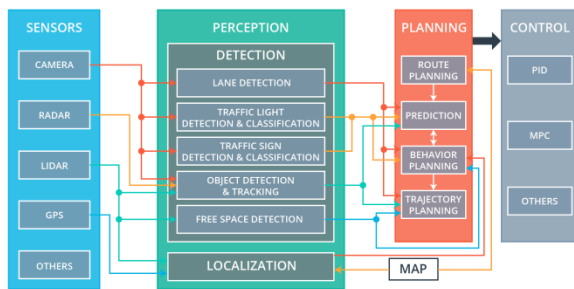 SENSORS
CAMERA
RADAR
LIDAR
GPS
OTHERS
PERCEPTION
DETECTION
LANE DETECTION
TRAFFIC LIGHT
DETECTION & CLASSIFICATION
TRAFFIC SIGN
DETECTION & CLASSIFICATION
OBJECT DETECTION
& TRACKING
FREE SPACE DETECTION
LOCALIZATION
PLANNING
ROUTE
PLANNING
PREDICTION
BEHAVIOR
PLANNING
TRAJECTORY
PLANNING
MAP
CONTROL
PID
MPC
OTHERS